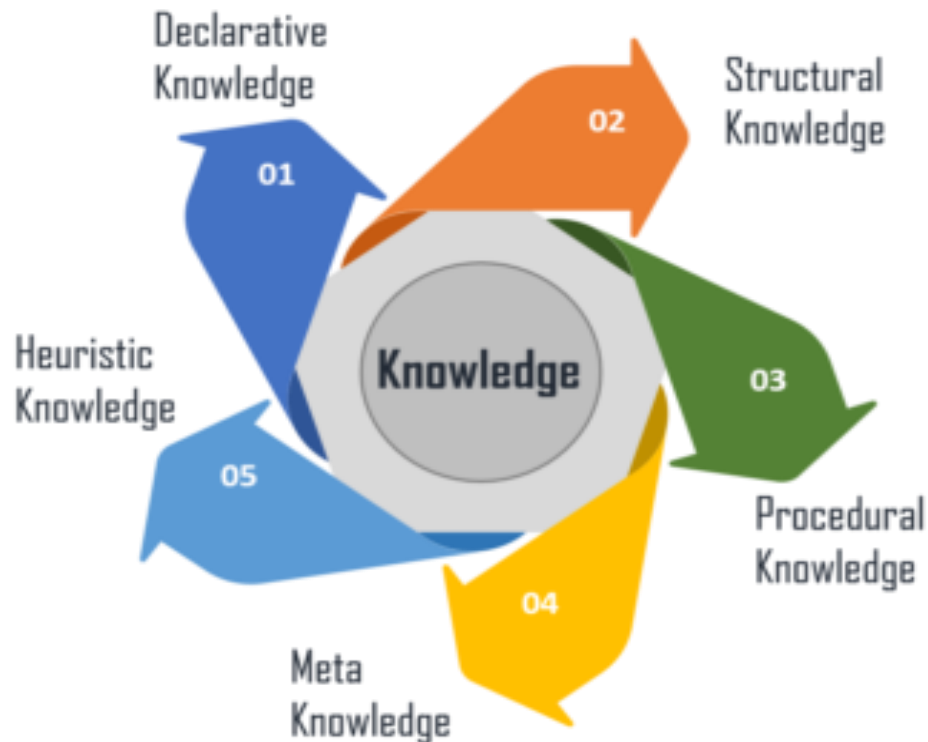 Declarative
Knowledge
01
02
Structural
Knowledge
03
Procedural
Knowledge
04
Meta
Knowledge
05
Heuristic
Knowledge
Knowledge